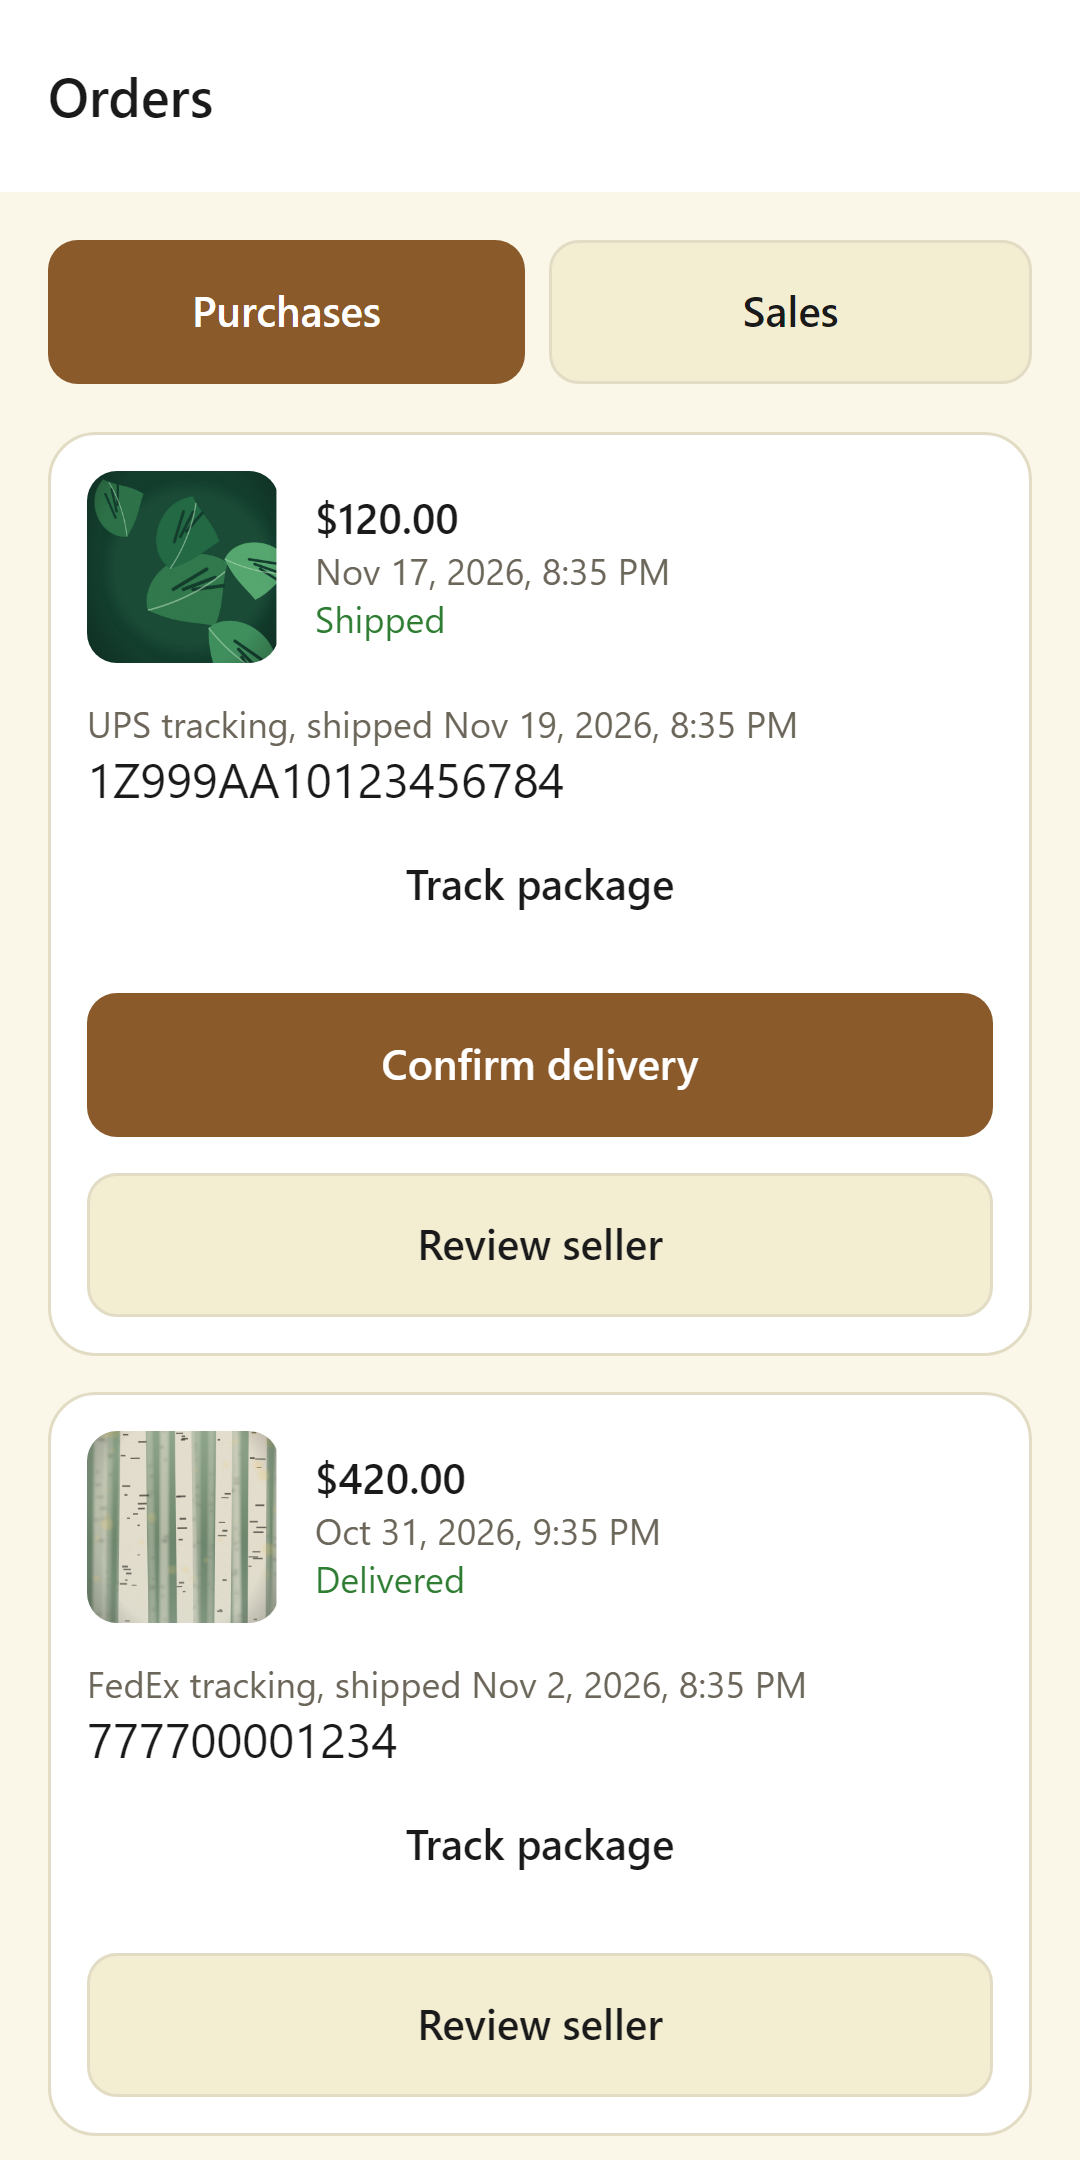 Orders
Purchases
Sales
$120.00
Nov 17, 2026, 8:35 PM
Shipped
UPS tracking, shipped Nov 19, 2026, 8:35 PM
1Z999AA10123456784
Track package
Confirm delivery
Review seller
$420.00
Oct 31, 2026, 9:35 PM
Delivered
FedEx tracking, shipped Nov 2, 2026, 8:35 PM
777700001234
Track package
Review seller